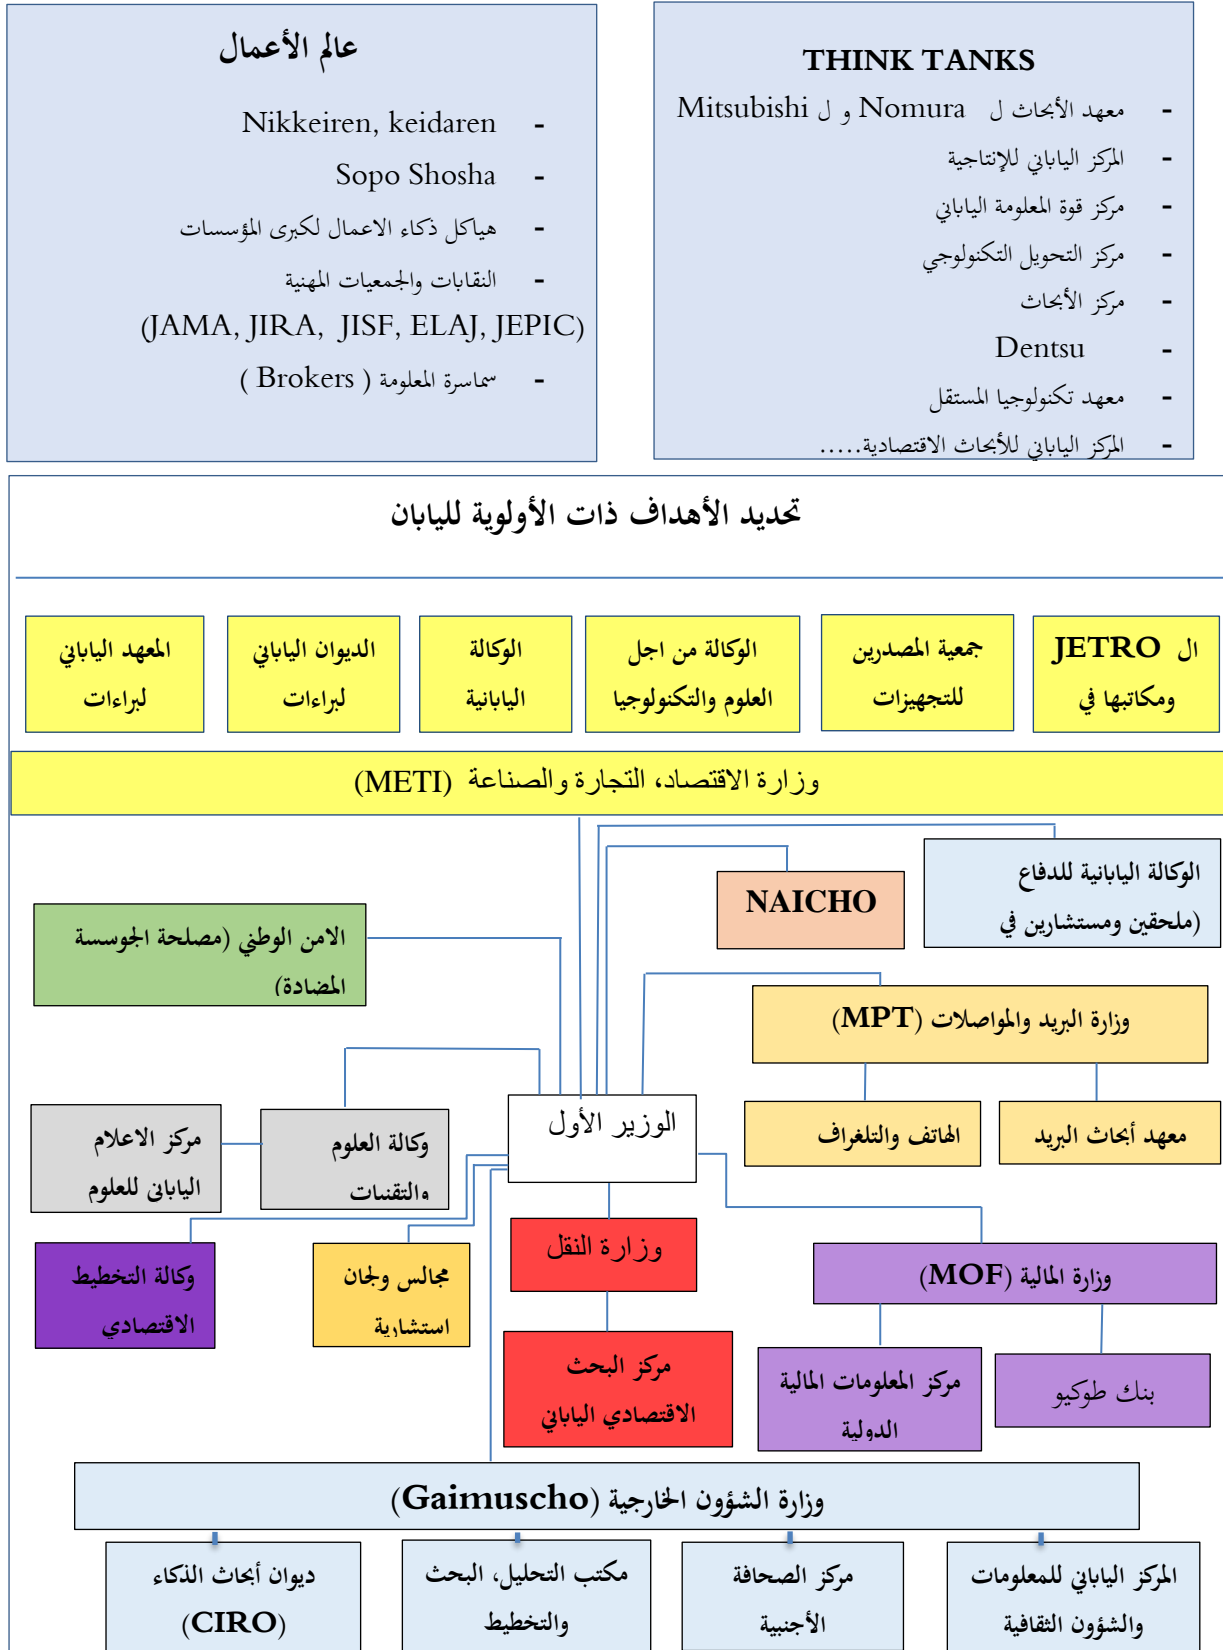 عالم الأعمال
- Nikkeiren, keidaren
- Sopo Shosha
- هياكل ذكاء الاعمال لكبرى المؤسسات
- النقابات والجمعيات المهنية
(JAMA, JIRA, JISF, ELAJ, JEPIC)
- سماسرة المعلومة ( Brokers )
THINK TANKS
- معهد الأبحاث ل Nomura و ل Mitsubishi
- المركز الياباني للإنتاجية
- مركز قوة المعلومة الياباني
- مركز التحويل التكنولوجي
- مركز الأبحاث
- Dentsu
- معهد تكنولوجيا المستقل
- المركز الياباني للأبحاث الاقتصادية.....
تحديد الأهداف ذات الأولوية لليابان
ال JETRO
ومكاتبها في
جمعية المصدرين
للتجهيزات
الوكالة من اجل
العلوم والتكنولوجيا
الوكالة
اليابانية
الديوان الياباني
لبراءات
المعهد الياباني
لبراءات
وزارة الاقتصاد، التجارة والصناعة (METI)
الوكالة اليابانية للدفاع
(ملحقين ومستشارين في
NAICHO
الامن الوطني (مصلحة الجوسسة
المضادة)
وزارة البريد والمواصلات (MPT)
معهد أبحاث البريد
الهاتف والتلغراف
الوزير الأول
وكالة العلوم
والتقنيات
مركز الاعلام
الياباني للعلوم
وكالة التخطيط
الاقتصادي
مجالس ولجان
استشارية
وزارة النقل
مركز البحث
الاقتصادي الياباني
وزارة المالية (MOF)
بنك طوكيو
مركز المعلومات المالية
الدولية
وزارة الشؤون الخارجية (Gaimuscho)
المركز الياباني للمعلومات
والشؤون الثقافية
مركز الصحافة
الأجنبية
مكتب التحليل، البحث
والتخطيط
ديوان أبحاث الذكاء
(CIRO)